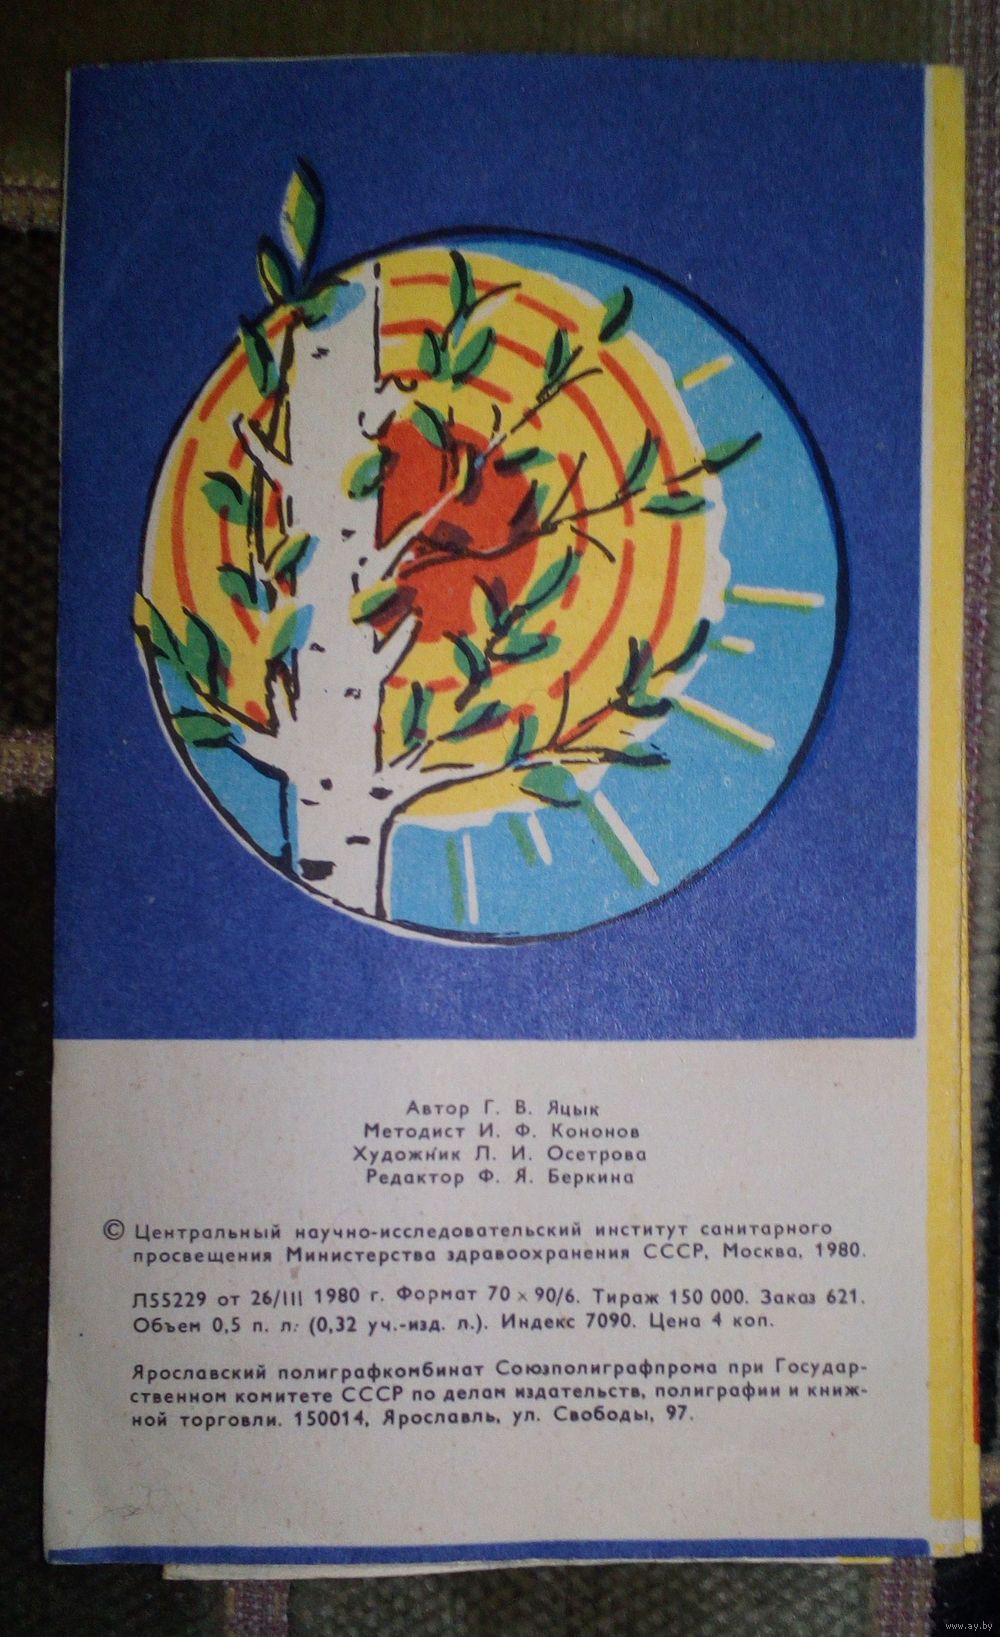 Автор Г. В. Яцык
Методист И. Ф. Кононов
Художник Л. И. Осетрова
Редактор Ф. Я. Беркина
© Центральный научно-исследовательский институт санитарного
просвещения Министерства здравоохранения СССР, Москва, 1980.
Л55229 от 26/III 1980 г. Формат 70 × 90/6. Тираж 150 000. Заказ 621.
Объем 0,5 п. л. (0,32 уч.-изд. л.). Индекс 7090. Цена 4 коп.
Ярославский полиграфкомбинат Союзполиграфпрома при Государ-
ственном комитете СССР по делам издательств, полиграфии и книж-
ной торговли. 150014, Ярославль, ул. Свободы, 97.
www.ay.by